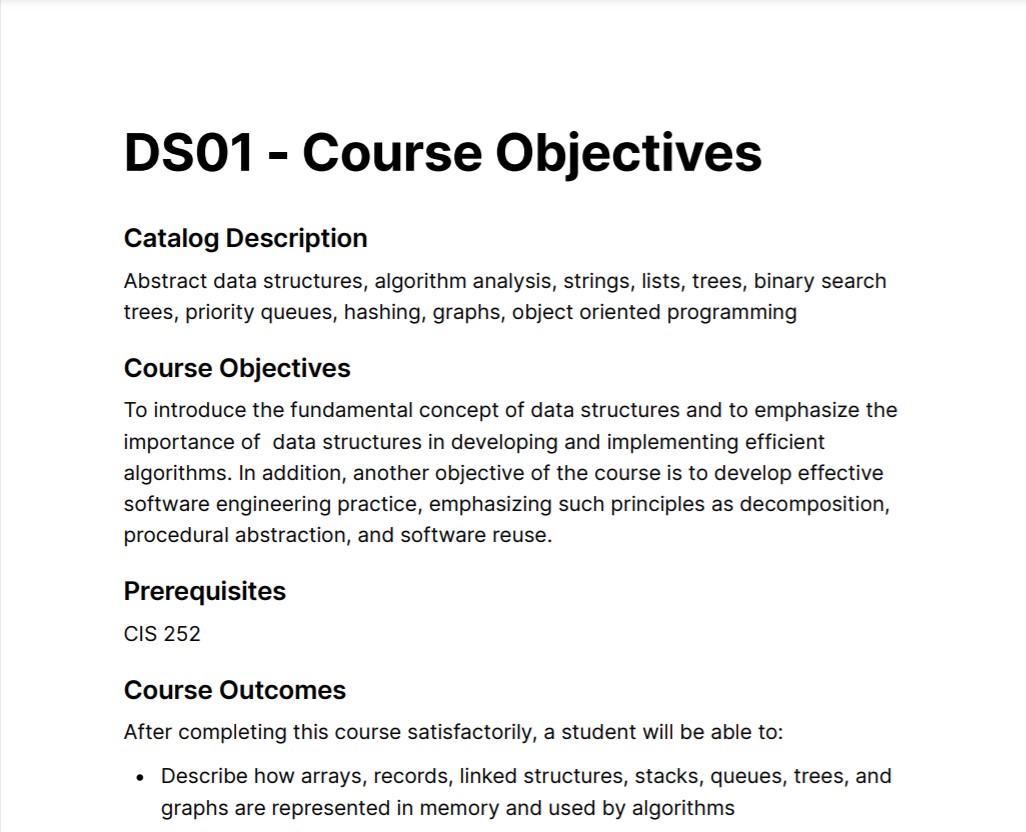 DS01 - Course Objectives
Catalog Description
Abstract data structures, algorithm analysis, strings, lists, trees, binary search
trees, priority queues, hashing, graphs, object oriented programming
Course Objectives
To introduce the fundamental concept of data structures and to emphasize the
importance of  data structures in developing and implementing efficient
algorithms. In addition, another objective of the course is to develop effective
software engineering practice, emphasizing such principles as decomposition,
procedural abstraction, and software reuse.
Prerequisites
CIS 252
Course Outcomes
After completing this course satisfactorily, a student will be able to:
• Describe how arrays, records, linked structures, stacks, queues, trees, and
graphs are represented in memory and used by algorithms